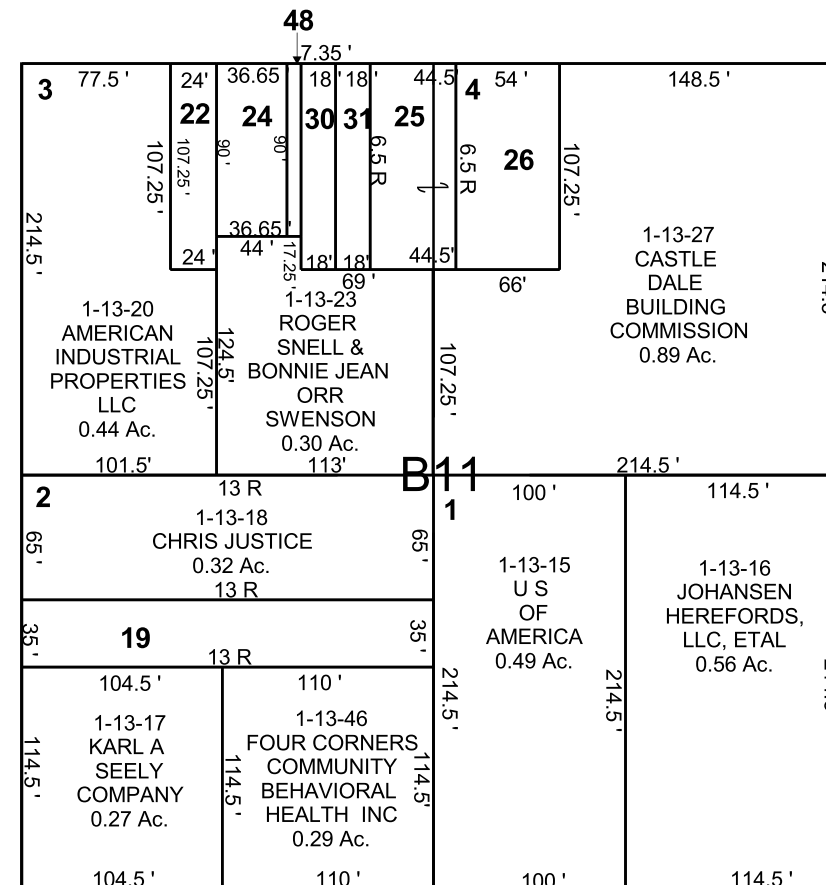 48
7.35 '
3
77.5 '
24'
36.65 '
18 '
18 '
44.5'
4
54 '
148.5 '
22
24
30
31
25
26
107.25 '
107.25 '
90'
90'
6.5 R
6.5 R
107.25 '
214.5 '
36.65 '
44 '
24 '
17.25 '
18'
18'
69 '
44.5'
66'
1-13-27
CASTLE
DALE
BUILDING
COMMISSION
0.89 Ac.
1-13-20
AMERICAN
INDUSTRIAL
PROPERTIES
LLC
0.44 Ac.
107.25 '
124.5'
1-13-23
ROGER
SNELL &
BONNIE JEAN
ORR
SWENSON
0.30 Ac.
107.25 '
101.5'
113'
B11
214.5 '
2
13 R
1
100 '
114.5 '
65 '
1-13-18
CHRIS JUSTICE
0.32 Ac.
65 '
13 R
1-13-15
U S
OF
AMERICA
0.49 Ac.
1-13-16
JOHANSEN
HEREFORDS,
LLC, ETAL
0.56 Ac.
35 '
19
35 '
13 R
104.5 '
110 '
214.5 '
214.5 '
114.5 '
1-13-17
KARL A
SEELY
COMPANY
0.27 Ac.
114.5 '
1-13-46
FOUR CORNERS
COMMUNITY
BEHAVIORAL
HEALTH INC
0.29 Ac.
114.5'
104.5 '
110 '
100 '
114.5 '